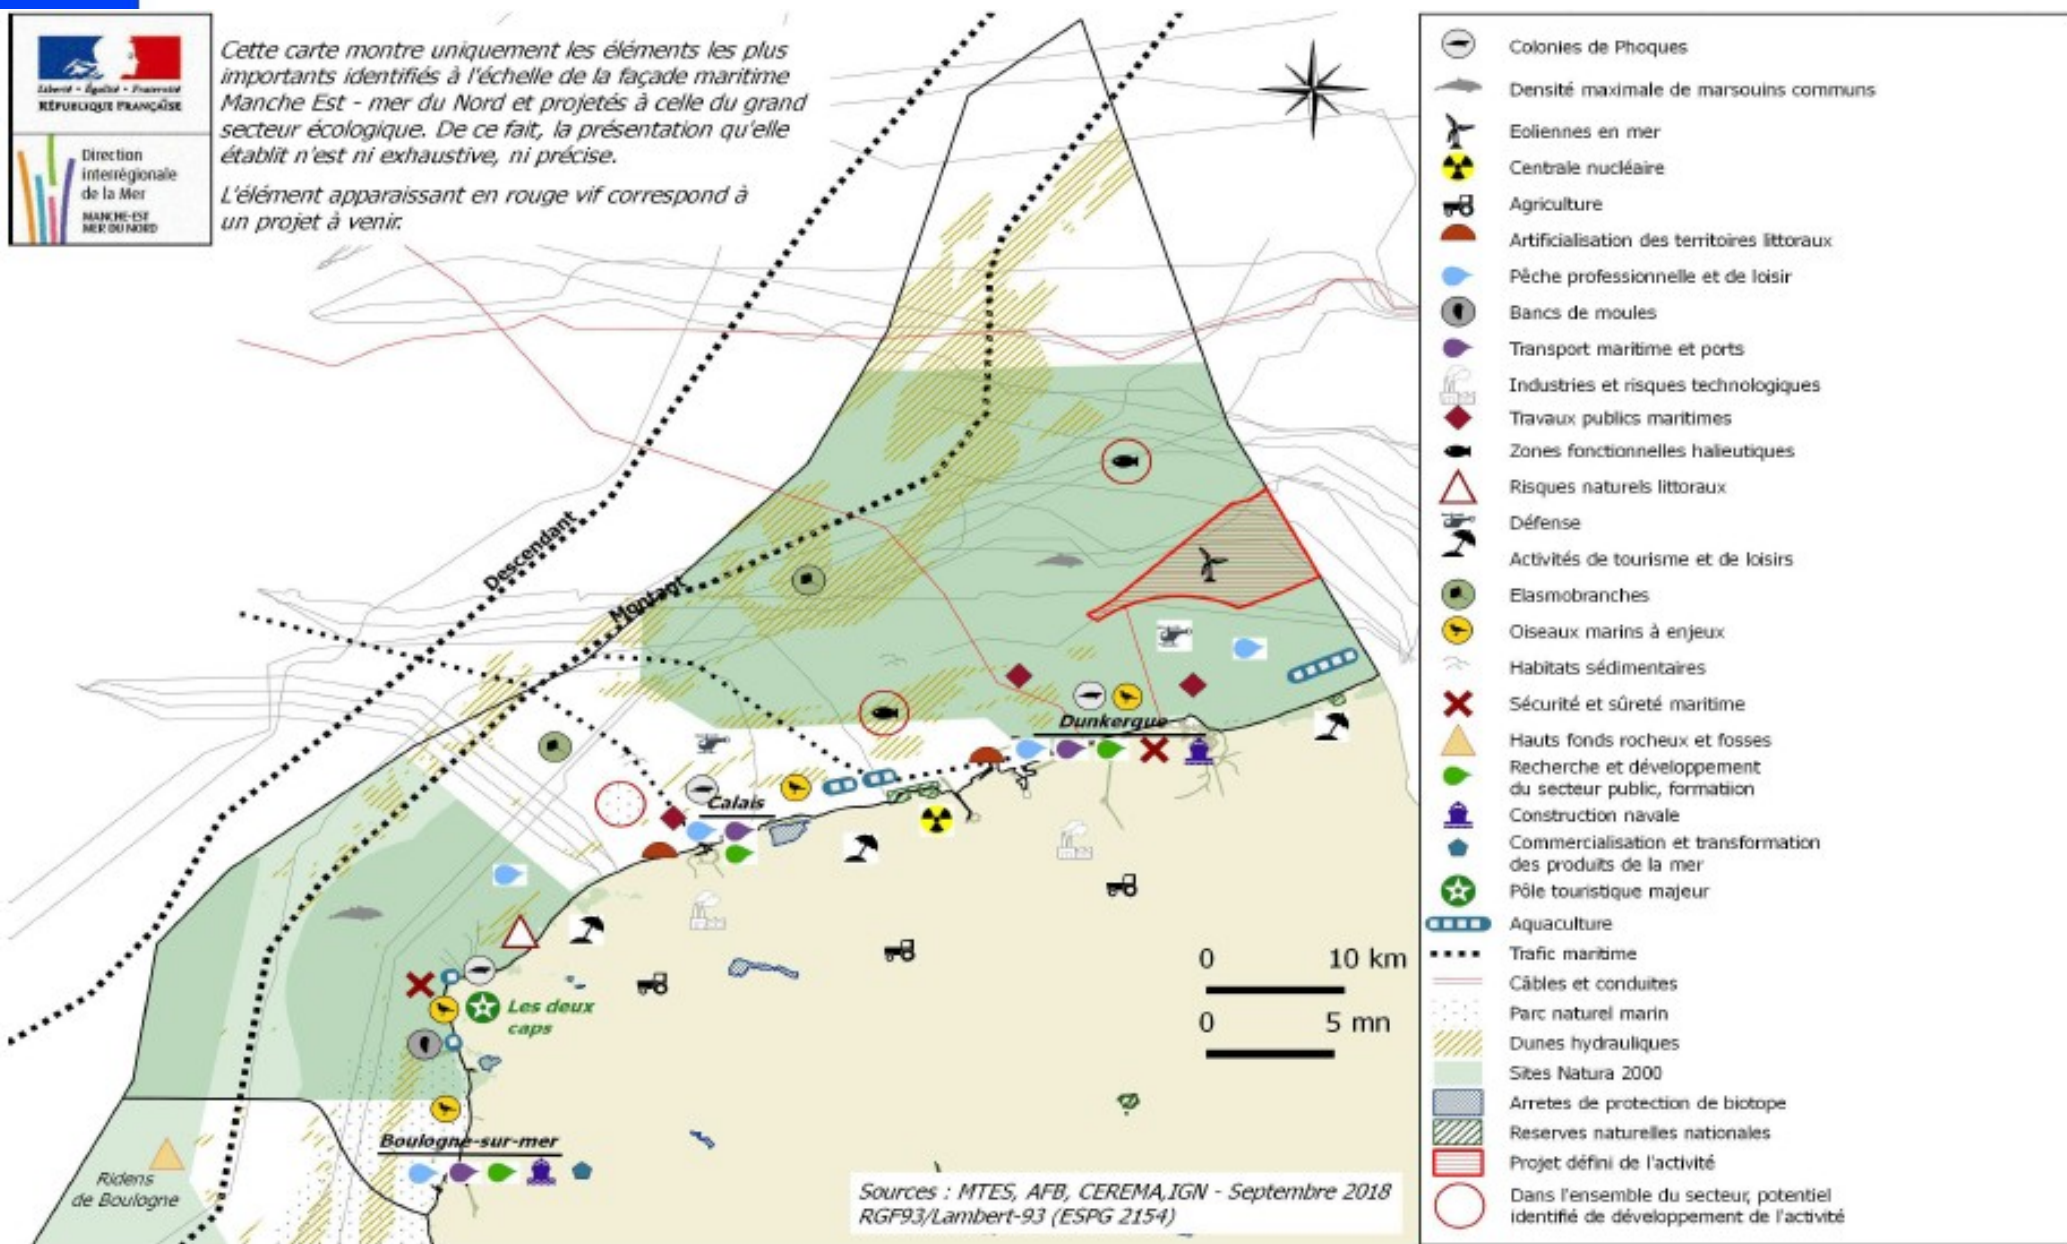 Liberté • Égalité • Fraternité
RÉPUBLIQUE FRANÇAISE
Direction
interrégionale
de la Mer
MANCHE-EST
MER DU NORD
Cette carte montre uniquement les éléments les plus
importants identifiés à l'échelle de la façade maritime
Manche Est - mer du Nord et projetés à celle du grand
secteur écologique. De ce fait, la présentation qu'elle
établit n'est ni exhaustive, ni précise.
L'élément apparaissant en rouge vif correspond à
un projet à venir.
Descendant
Montant
Dunkerque
Calais
Les deux
caps
Boulogne-sur-mer
Ridens
de Boulogne
0 10 km
0 5 mn
Sources : MTES, AFB, CEREMA,IGN - Septembre 2018
RGF93/Lambert-93 (ESPG 2154)
Colonies de Phoques
Densité maximale de marsouins communs
Eoliennes en mer
Centrale nucléaire
Agriculture
Artificialisation des territoires littoraux
Pêche professionnelle et de loisir
Bancs de moules
Transport maritime et ports
Industries et risques technologiques
Travaux publics maritimes
Zones fonctionnelles halieutiques
Risques naturels littoraux
Défense
Activités de tourisme et de loisirs
Elasmobranches
Oiseaux marins à enjeux
Habitats sédimentaires
Sécurité et sûreté maritime
Hauts fonds rocheux et fosses
Recherche et développement
du secteur public, formatiion
Construction navale
Commercialisation et transformation
des produits de la mer
Pôle touristique majeur
Aquaculture
Trafic maritime
Câbles et conduites
Parc naturel marin
Dunes hydrauliques
Sites Natura 2000
Arretes de protection de biotope
Reserves naturelles nationales
Projet défini de l'activité
Dans l'ensemble du secteur, potentiel
identifié de développement de l'activité